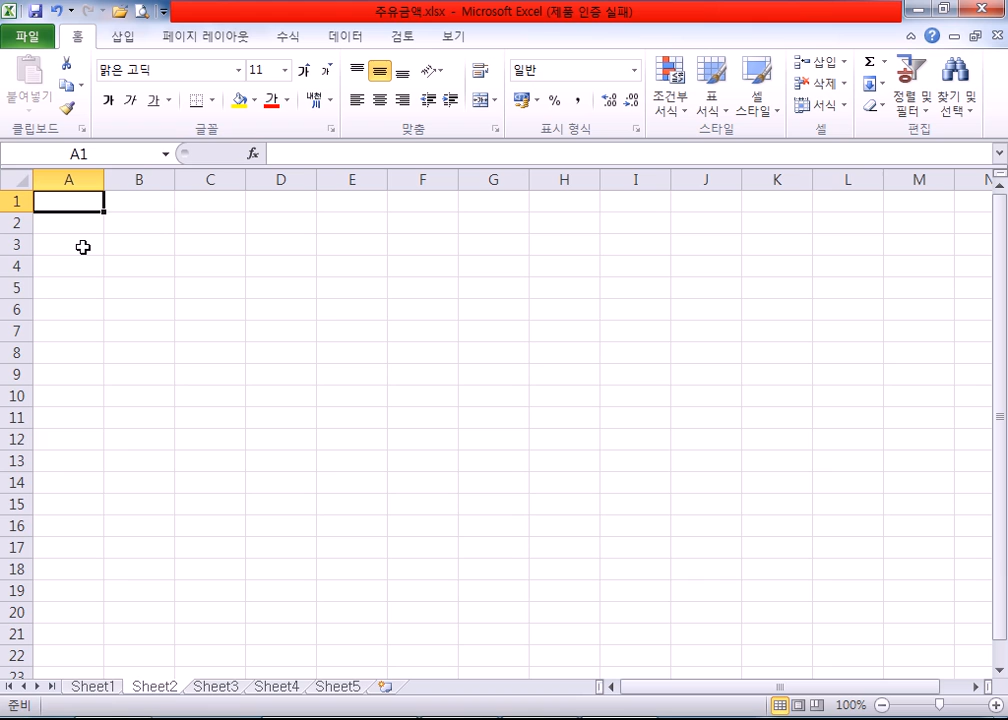 주유금액.xlsx - Microsoft Excel (제품 인증 실패)
파일 홈 삽입 페이지 레이아웃 수식 데이터 검토 보기
붙여넣기
맑은 고딕 11
가 가
가 가 가 가 내천
일반
% ,
조건부 서식
표 서식
셀 스타일
삽입
삭제
서식
Σ
정렬 및 필터
찾기 및 선택
클립보드 글꼴 맞춤 표시 형식 스타일 셀 편집
A1 fx
A B C D E F G H I J K L M N
1
2
3
4
5
6
7
8
9
10
11
12
13
14
15
16
17
18
19
20
21
22
23
Sheet1 Sheet2 Sheet3 Sheet4 Sheet5
준비 100%